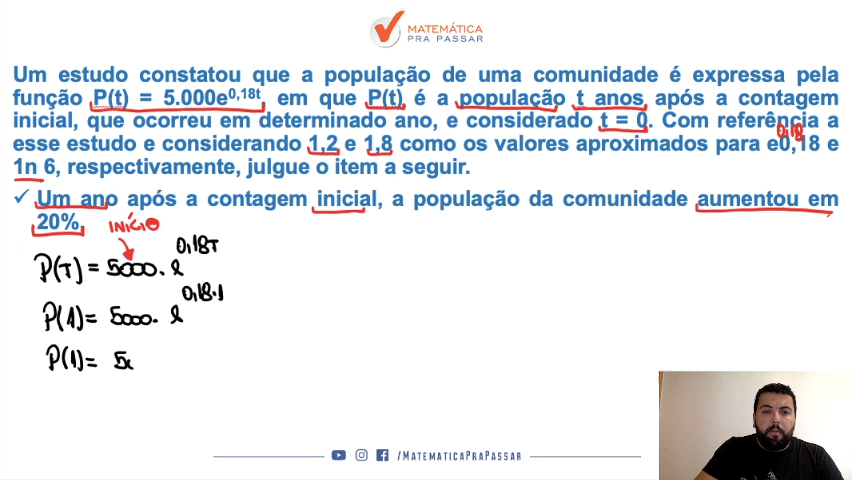 MATEMÁTICA
PRA PASSAR
Um estudo constatou que a população de uma comunidade é expressa pela
função P(t) = 5.000e0,18t, em que P(t), é a população t anos após a contagem
inicial, que ocorreu em determinado ano, e considerado t = 0. Com referência a
0,18
esse estudo e considerando 1,2 e 1,8 como os valores aproximados para e0,18 e
1n 6, respectivamente, julgue o item a seguir.
✓ Um ano após a contagem inicial, a população da comunidade aumentou em
20%.
INÍCIO
P(T) = 5000. e 0,18T
P(1) = 5000. e 0,18.1
P(1) = 50
/MatematicaPraPassar